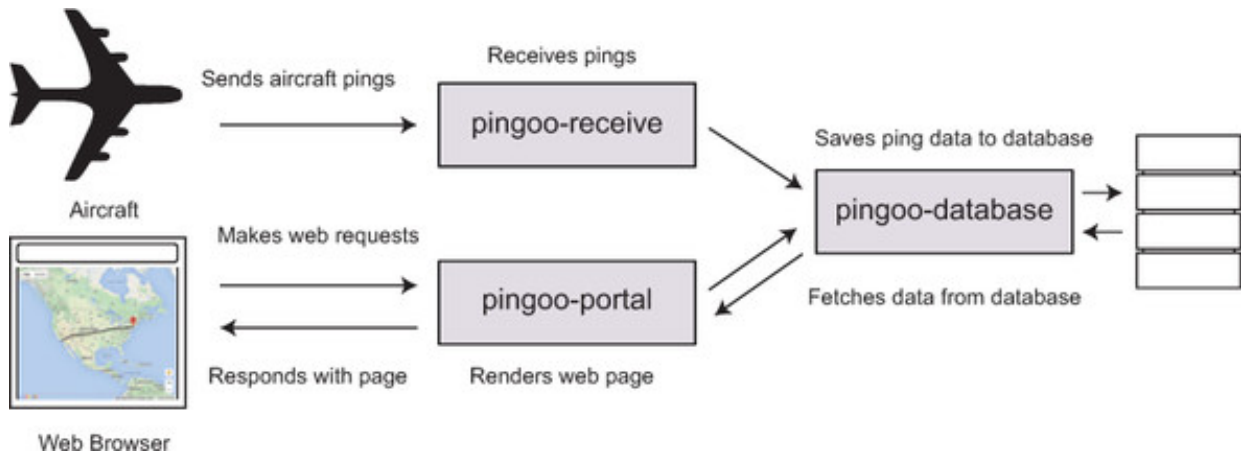 Receives pings
Sends aircraft pings
pingoo-receive
Saves ping data to database
Aircraft
pingoo-database
Makes web requests
pingoo-portal
Fetches data from database
Responds with page
Renders web page
Web Browser